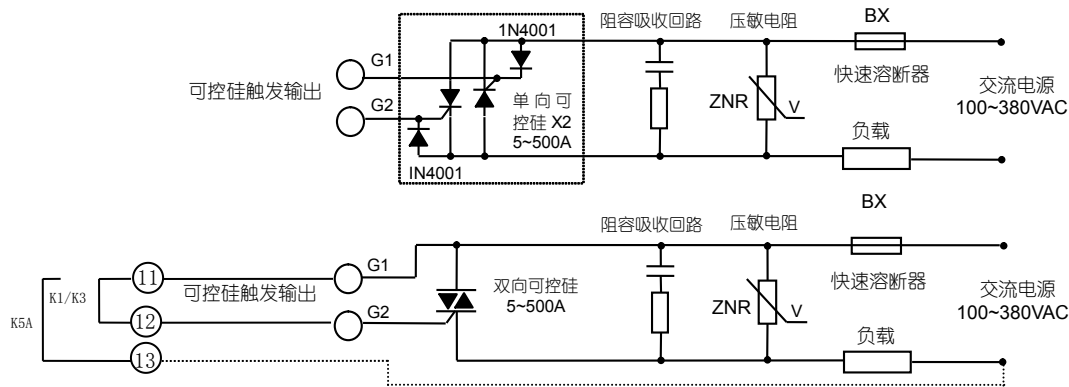 1N4001
阻容吸收回路
压敏电阻
BX
G1
可控硅触发输出
G2
单 向 可
控硅 X2
5~500A
ZNR
V
快速溶断器
交流电源
100~380VAC
负载
IN4001
阻容吸收回路
压敏电阻
BX
G1
11
可控硅触发输出
K1/K3
K5A
12
G2
双向可控硅
5~500A
ZNR
V
快速溶断器
交流电源
100~380VAC
负载
13